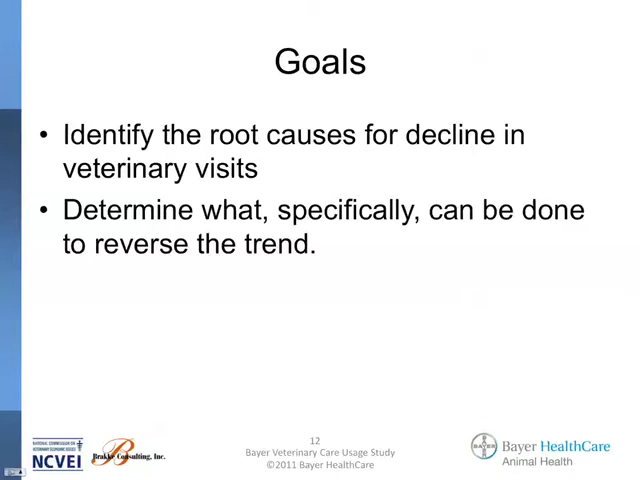 Goals
• Identify the root causes for decline in
veterinary visits
• Determine what, specifically, can be done
to reverse the trend.
NATIONAL COMMISSION ON
VETERINARY ECONOMIC ISSUES
NCVEI
B
Brakke Consulting, Inc.
12
Bayer Veterinary Care Usage Study
©2011 Bayer HealthCare
BAYER
Bayer HealthCare
Animal Health